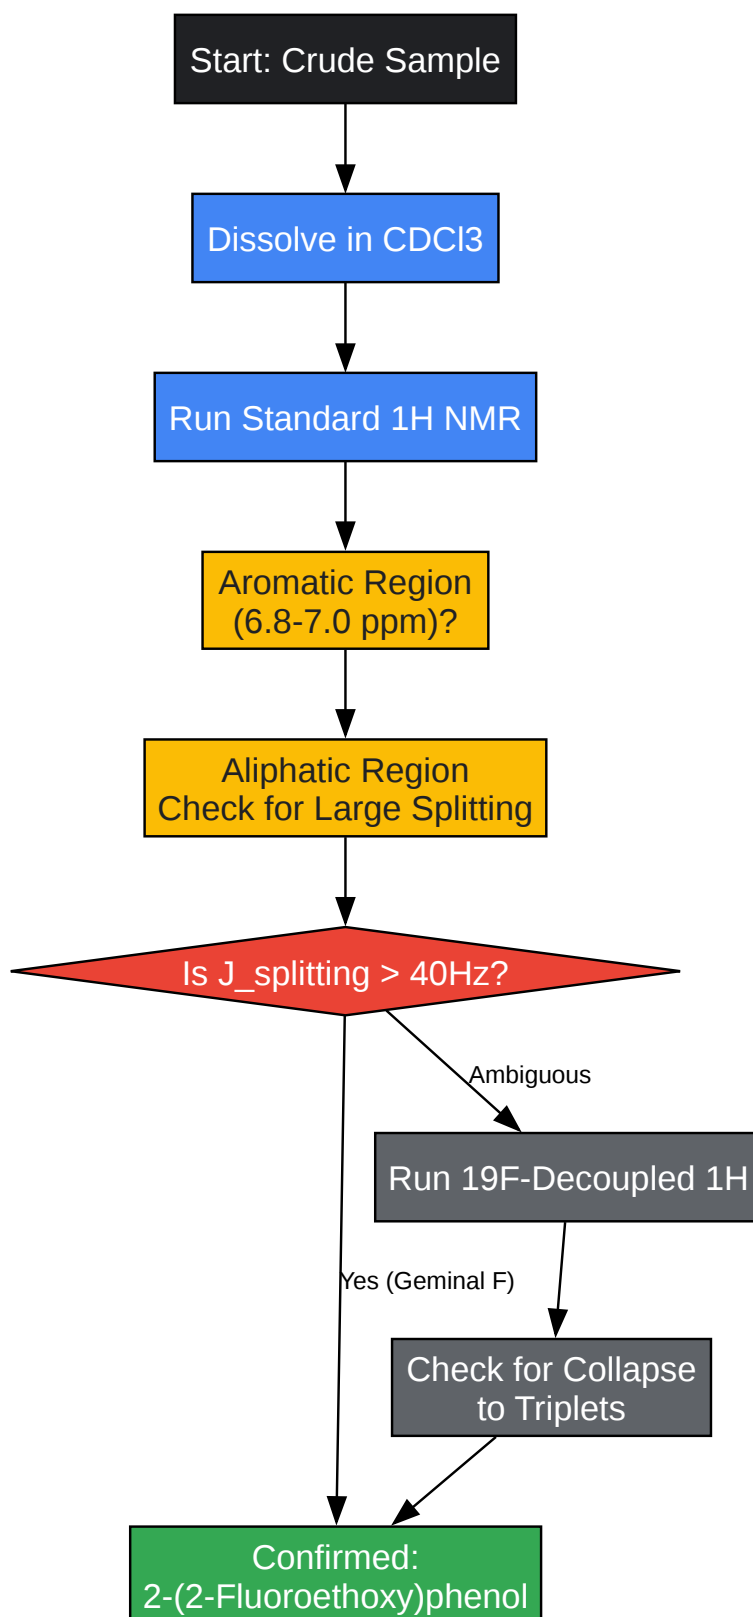 Start: Crude Sample
Dissolve in CDCl3
Run Standard 1H NMR
Aromatic Region
(6.8-7.0 ppm)?
Aliphatic Region
Check for Large Splitting
Is J_splitting > 40Hz?
Ambiguous
Run 19F-Decoupled 1H
Yes (Geminal F)
Check for Collapse
to Triplets
Confirmed:
2-(2-Fluoroethoxy)phenol